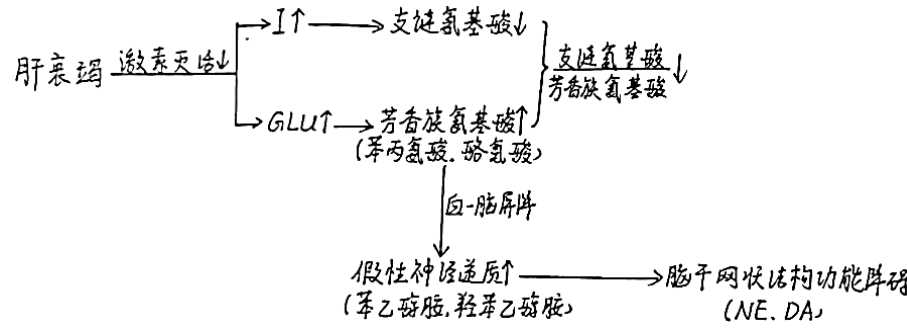 I↑ → 支链氨基酸↓
肝衰竭 激素灭活↓
支链氨基酸
芳香族氨基酸 ↓
GLU↑ → 芳香族氨基酸↑
(苯丙氨酸、酪氨酸)
血-脑屏障
假性神经递质↑ → 脑干网状结构功能障碍
(苯乙醇胺、羟苯乙醇胺) (NE、DA)